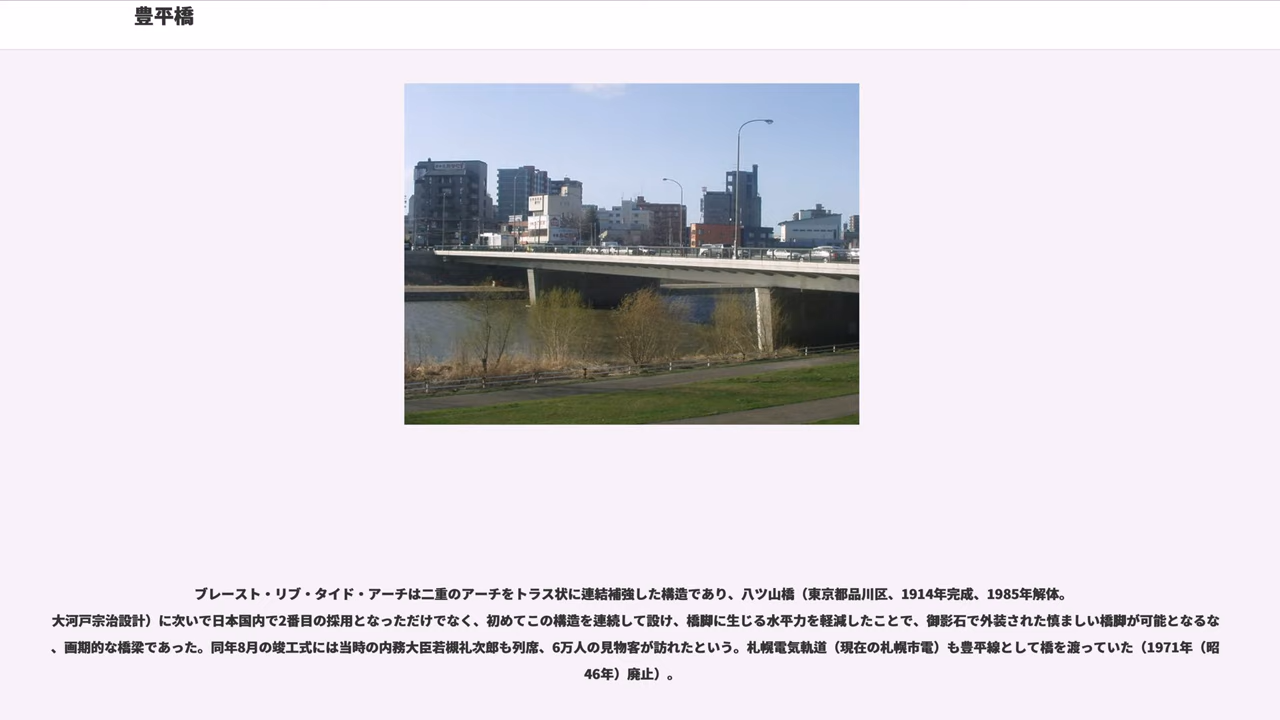 豊平橋
ブレースト・リブ・タイド・アーチは二重のアーチをトラス状に連結補強した構造であり、八ツ山橋（東京都品川区、1914年完成、1985年解体。
大河戸宗治設計）に次いで日本国内で2番目の採用となっただけでなく、初めてこの構造を連続して設け、橋脚に生じる水平力を軽減したことで、御影石で外装された慎ましい橋脚が可能となるな
、画期的な橋梁であった。同年8月の竣工式には当時の内務大臣若槻礼次郎も列席、6万人の見物客が訪れたという。札幌電気軌道（現在の札幌市電）も豊平線として橋を渡っていた（1971年（昭
46年）廃止）。